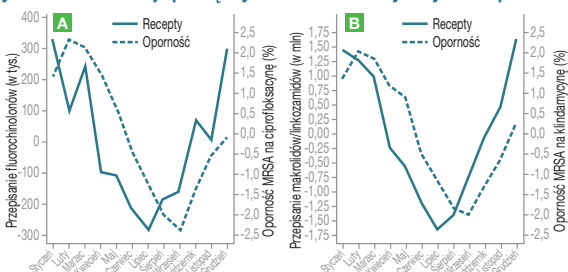 A
Recepty
Oporność
Przepisanie fluorochinolonów (w tys.)
400
300
200
100
0
-100
-200
-300
2,5
2,0
1,5
1,0
0,5
0,0
-0,5
-1,0
-1,5
-2,0
-2,5
Oporność MRSA na ciprofloksacynę (%)
Styczeń
Luty
Marzec
Kwiecień
Maj
Czerwiec
Lipiec
Sierpień
Wrzesień
Listopad
B
Recepty
Oporność
Przepisanie makrolidów/linkozamidów (w mln)
1,75
1,50
1,25
1,00
0,75
0,50
0,25
0,00
-0,25
-0,50
-0,75
-1,00
-1,25
-1,50
-1,75
2,5
2,0
1,5
1,0
0,5
0,0
-0,5
-1,0
-1,5
-2,0
-2,5
Oporność MRSA na klindamycynę (%)
Styczeń
Luty
Marzec
Kwiecień
Maj
Czerwiec
Lipiec
Sierpień
Wrzesień
Listopad